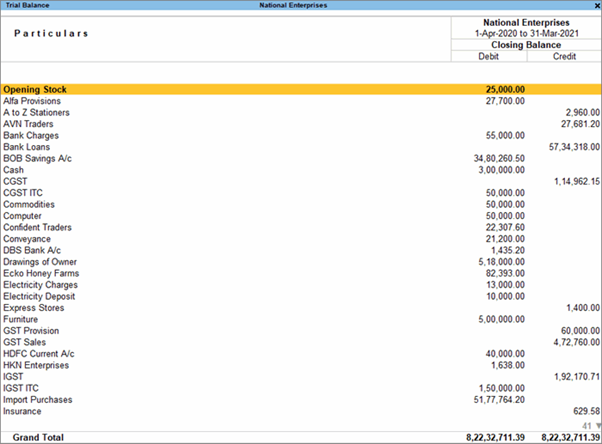 Trial Balance National Enterprises ×
Particulars National Enterprises
1-Apr-2020 to 31-Mar-2021
Closing Balance
Debit Credit
Opening Stock 25,000.00
Alfa Provisions 27,700.00
A to Z Stationers 2,960.00
AVN Traders 27,681.20
Bank Charges 55,000.00
Bank Loans 57,34,318.00
BOB Savings A/c 34,80,260.50
Cash 3,00,000.00
CGST 1,14,962.15
CGST ITC 50,000.00
Commodities 50,000.00
Computer 50,000.00
Confident Traders 22,307.60
Conveyance 21,200.00
DBS Bank A/c 1,435.20
Drawings of Owner 5,18,000.00
Ecko Honey Farms 82,393.00
Electricity Charges 13,000.00
Electricity Deposit 10,000.00
Express Stores 1,400.00
Furniture 5,00,000.00
GST Provision 60,000.00
GST Sales 4,72,760.00
HDFC Current A/c 40,000.00
HKN Enterprises 1,638.00
IGST 1,92,170.71
IGST ITC 1,50,000.00
Import Purchases 51,77,764.20
Insurance 629.58
41 ▼
Grand Total 8,22,32,711.39 8,22,32,711.39